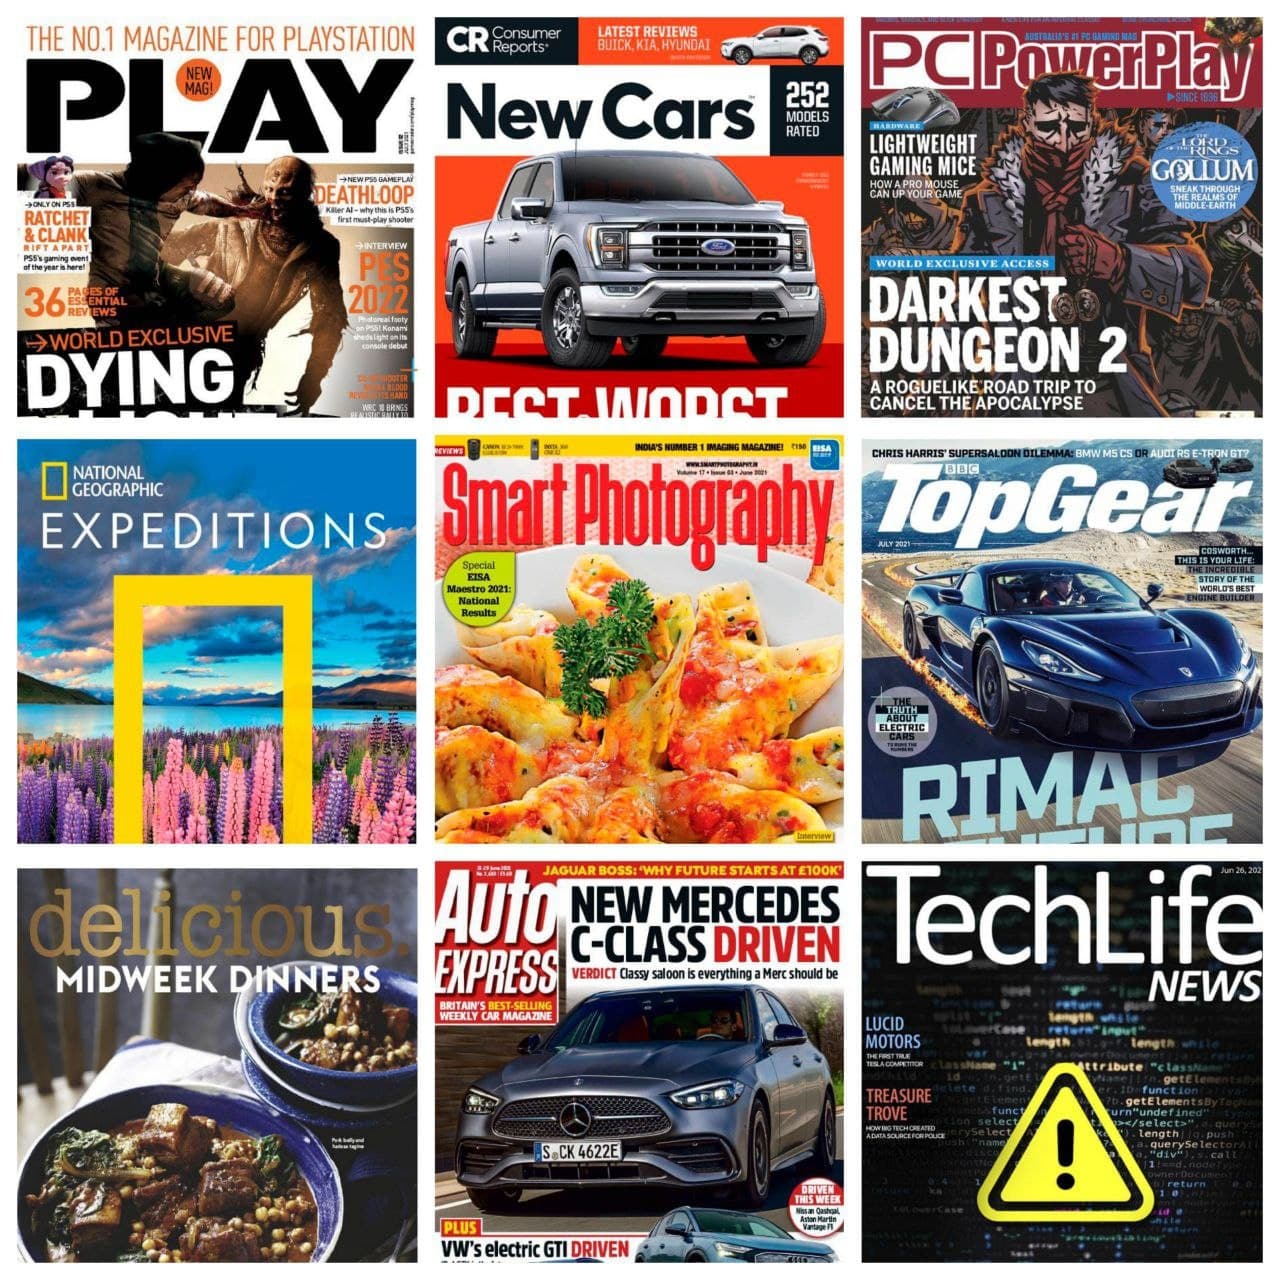 THE NO.1 MAGAZINE FOR PLAYSTATION
PLAY
NEW
MAG!
→ONLY ON PS5
RATCHET
& CLANK
RIFT APART
PS5's gaming event
of the year is here!
36 PAGES OF
ESSENTIAL
REVIEWS
→NEW PS5 GAMEPLAY
DEATHLOOP
Killer AI – why this is PS5's
first must-play shooter
→INTERVIEW
PES
2022
Photoreal footy
on PS5! Konami
sheds light on its
console debut
→WORLD EXCLUSIVE
DYING
WRC 10 BRINGS
CR Consumer
Reports
LATEST REVIEWS
BUICK, KIA, HYUNDAI
New Cars
252
MODELS
RATED
Ford
BEST & WORST
AUSTRALIA'S #1 PC GAMING MAG
PC PowerPlay
▶SINCE 1996
HARDWARE
LIGHTWEIGHT
GAMING MICE
HOW A PRO MOUSE
CAN UP YOUR GAME
THE
LORD
OF THE RINGS
GOLLUM
SNEAK THROUGH
THE REALMS OF
MIDDLE-EARTH
WORLD EXCLUSIVE ACCESS
DARKEST
DUNGEON 2
A ROGUELIKE ROAD TRIP TO
CANCEL THE APOCALYPSE
NATIONAL
GEOGRAPHIC
EXPEDITIONS
REVIEWS
INDIA'S NUMBER 1 IMAGING MAGAZINE! ₹150
EISA
WWW.SMARTPHOTOGRAPHY.IN
Volume 17 • Issue 03 • June 2021
Smart Photography
Special
EISA
Maestro 2021:
National
Results
Interview
CHRIS HARRIS' SUPERSALOON DILEMMA: BMW M5 CS OR AUDI RS E-TRON GT?
BBC
TopGear
JULY 2021
COSWORTH...
THIS IS YOUR LIFE:
THE INCREDIBLE
STORY OF THE
WORLD'S BEST
ENGINE BUILDER
THE
TRUTH
ABOUT
ELECTRIC
CARS
TG RUNS THE
NUMBERS
RIMAC
delicious.
MIDWEEK DINNERS
Pork belly and
JAGUAR BOSS: 'WHY FUTURE STARTS AT £100K'
Auto
EXPRESS
BRITAIN'S BEST-SELLING
WEEKLY CAR MAGAZINE
NEW MERCEDES
C-CLASS DRIVEN
VERDICT Classy saloon is everything a Merc should be
S CK 4622E
DRIVEN
THIS WEEK
Nissan Qashqai,
Aston Martin
Vantage F1
PLUS
VW's electric GTI DRIVEN
Jun 26, 202
TechLife
NEWS
LUCID
MOTORS
THE FIRST TRUE
TESLA COMPETITOR
TREASURE
TROVE
HOW BIG TECH CREATED
A DATA SOURCE FOR POLICE
!